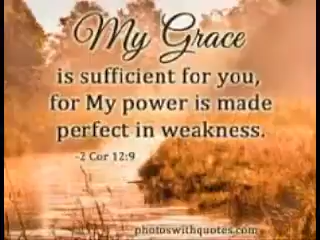 My Grace
is sufficient for you,
for My power is made
perfect in weakness.
-2 Cor 12:9
photoswithquotes.com